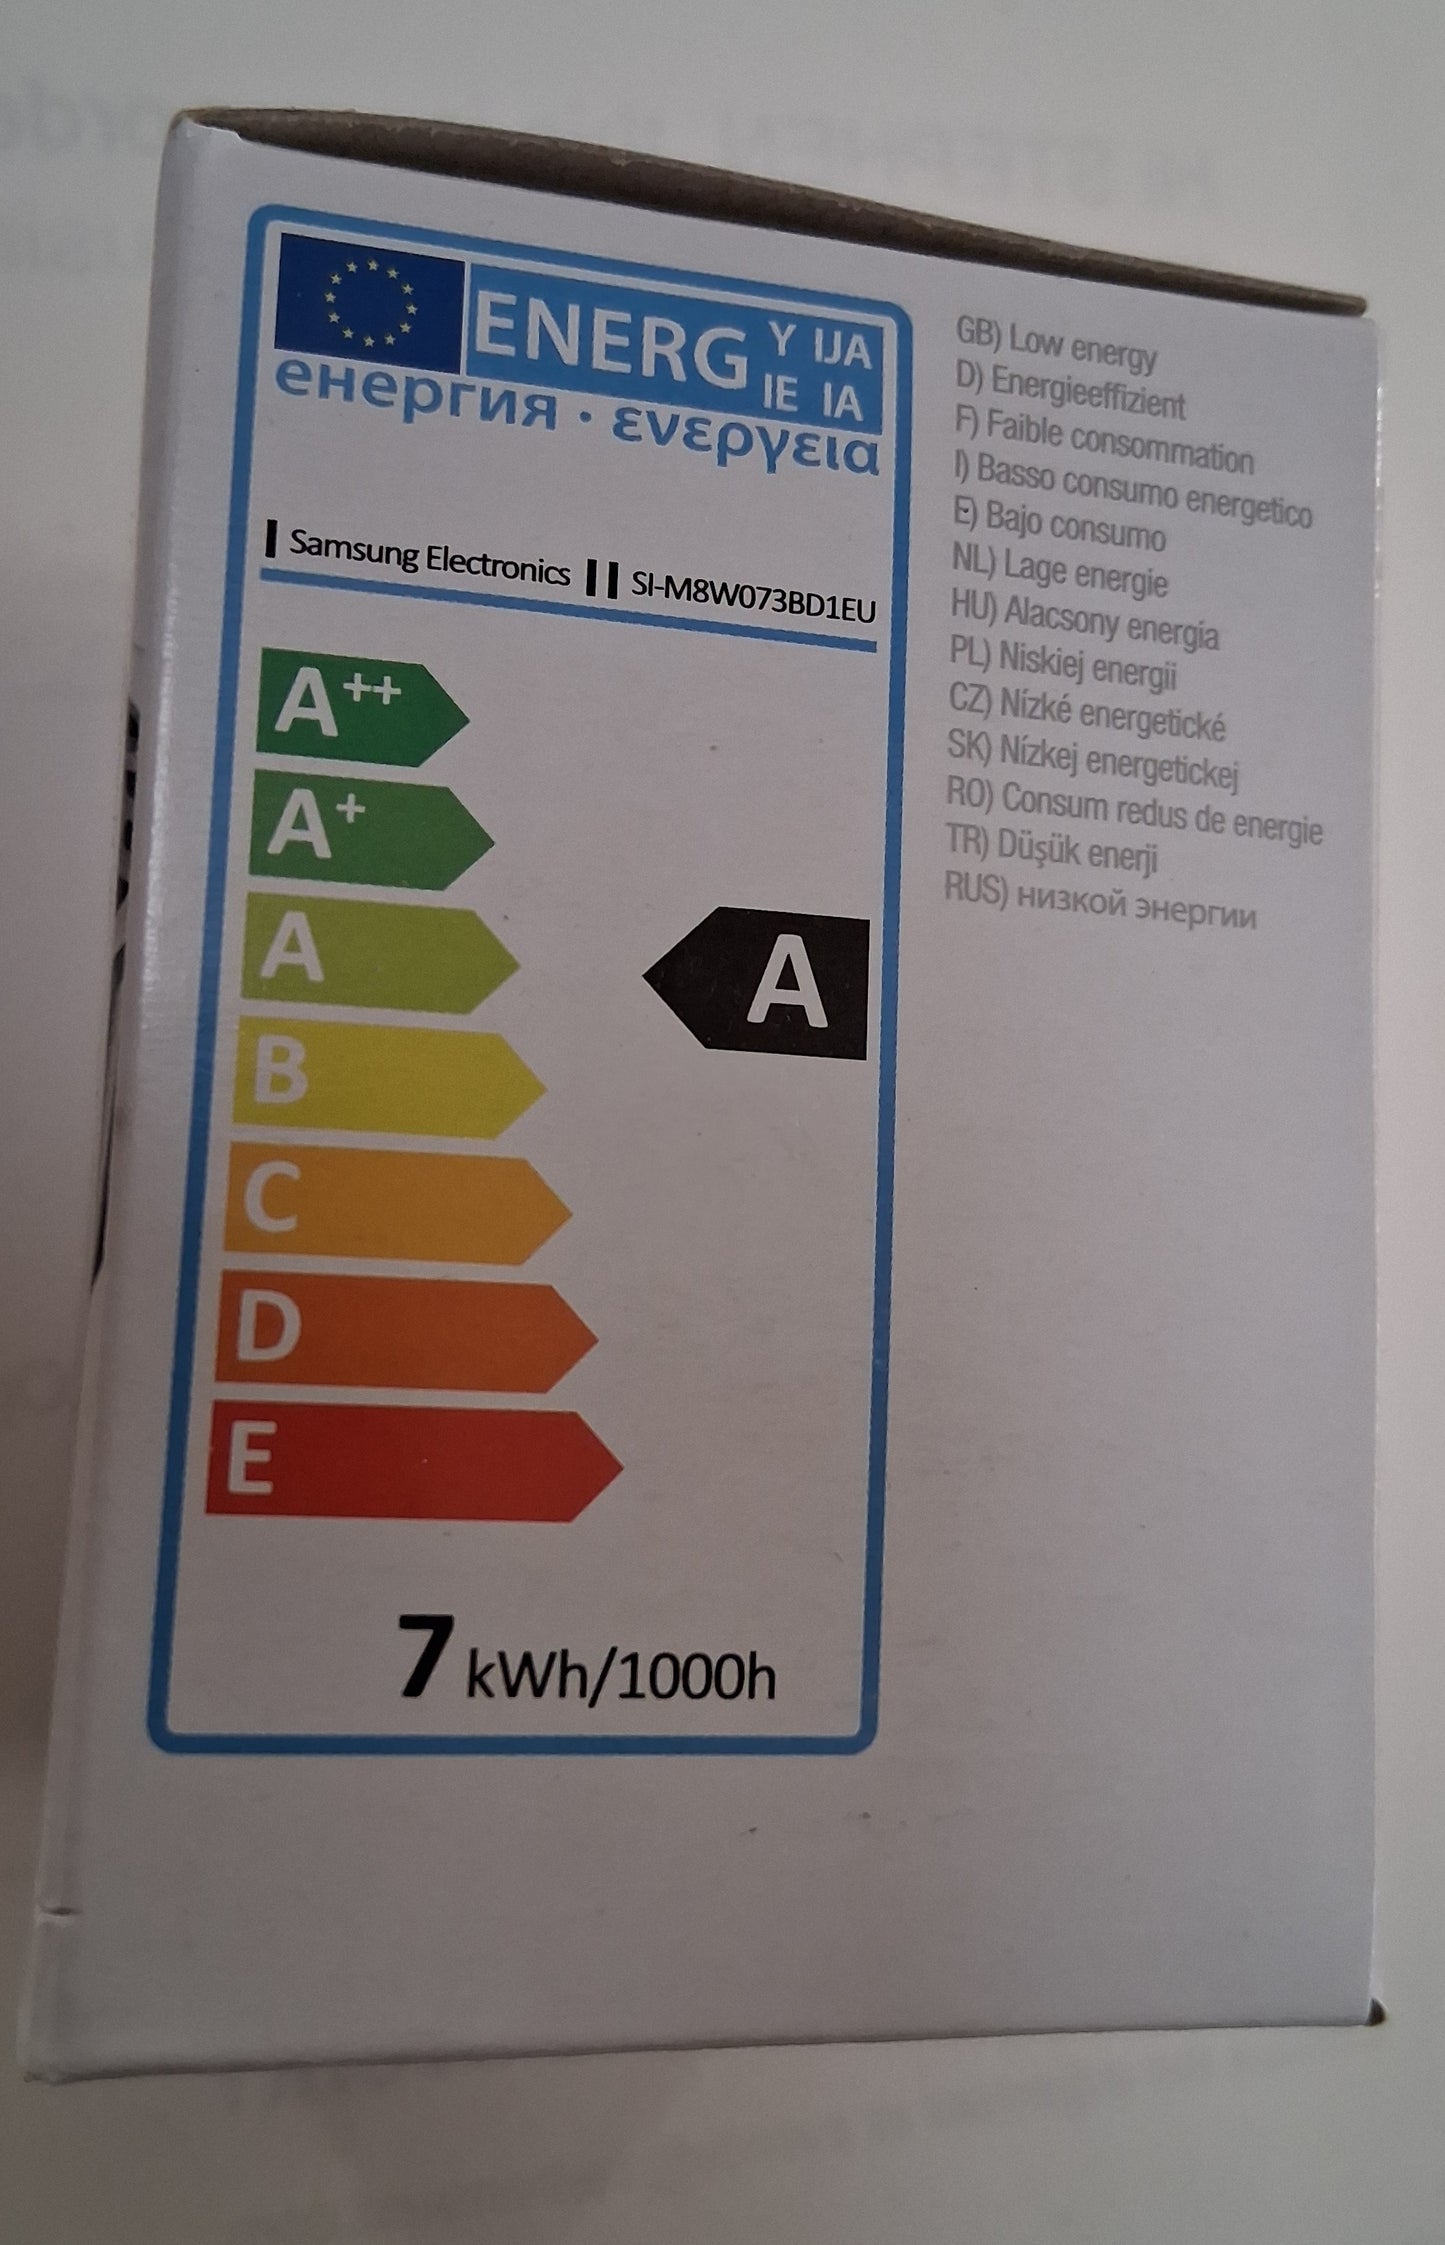 ENERG Y IJA
IE IA
енергия · ενεργεια
I Samsung Electronics II SI-M8W073BD1EU
A++
A+
A
B
C
D
E
A
7 kWh/1000h
GB) Low energy
D) Energieeffizient
F) Faible consommation
I) Basso consumo energetico
E) Bajo consumo
NL) Lage energie
HU) Alacsony energia
PL) Niskiej energii
CZ) Nízké energetické
SK) Nízkej energetickej
RO) Consum redus de energie
TR) Düşük enerji
RUS) низкой энергии